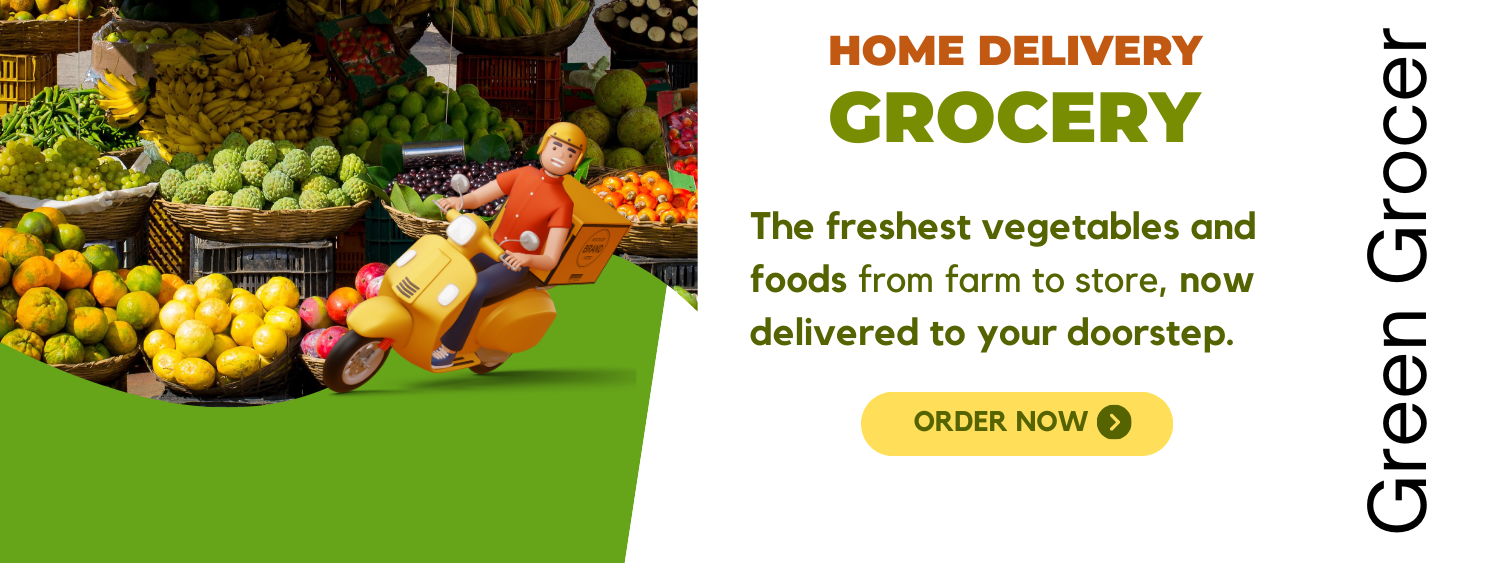 HOME DELIVERY
GROCERY
The freshest vegetables and
foods from farm to store, now
delivered to your doorstep.
ORDER NOW
Green Grocer
BRAND